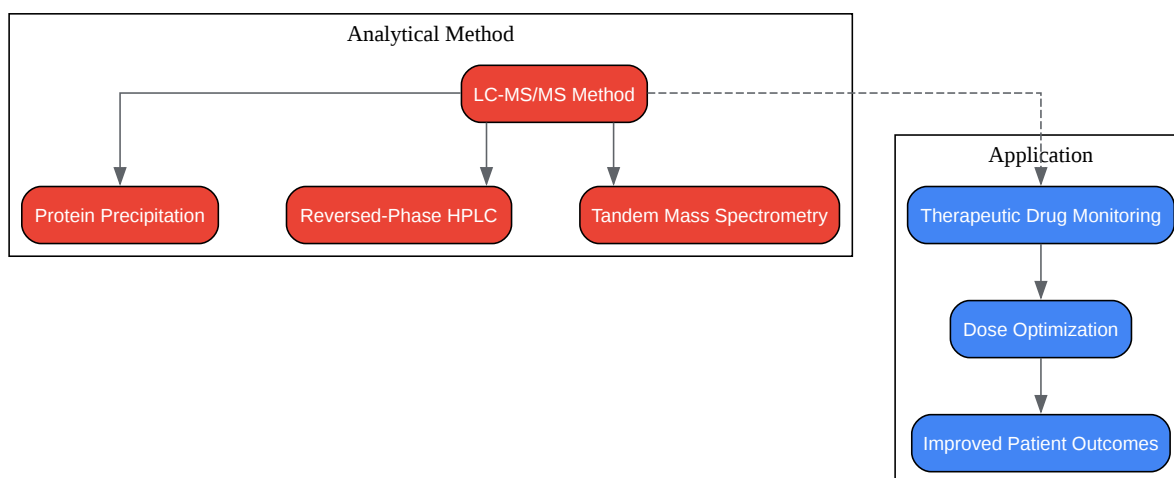 Analytical Method
LC-MS/MS Method
Application
Protein Precipitation
Reversed-Phase HPLC
Tandem Mass Spectrometry
Therapeutic Drug Monitoring
Dose Optimization
Improved Patient Outcomes